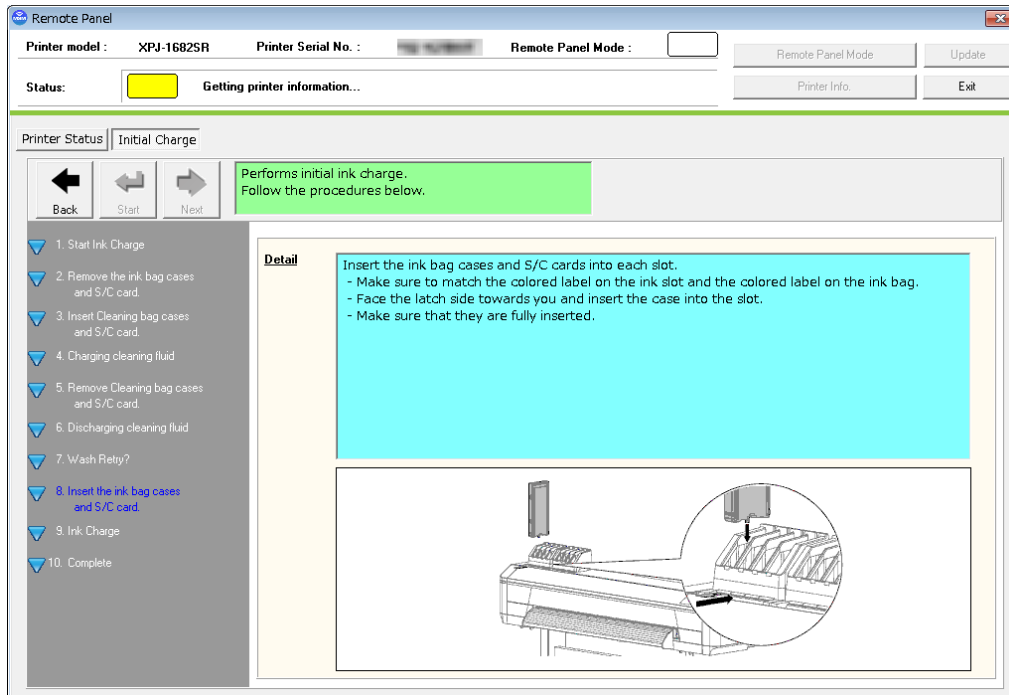 Remote Panel
Printer model : XPJ-1682SR Printer Serial No. : Remote Panel Mode :
Remote Panel Mode Update
Status: Getting printer information...
Printer Info. Exit
Printer Status Initial Charge
Back Start Next
Performs initial ink charge.
Follow the procedures below.
1. Start Ink Charge
2. Remove the ink bag cases
and S/C card.
3. Insert Cleaning bag cases
and S/C card.
4. Charging cleaning fluid
5. Remove Cleaning bag cases
and S/C card.
6. Discharging cleaning fluid
7. Wash Retry?
8. Insert the ink bag cases
and S/C card.
9. Ink Charge
10. Complete
Detail
Insert the ink bag cases and S/C cards into each slot.
- Make sure to match the colored label on the ink slot and the colored label on the ink bag.
- Face the latch side towards you and insert the case into the slot.
- Make sure that they are fully inserted.